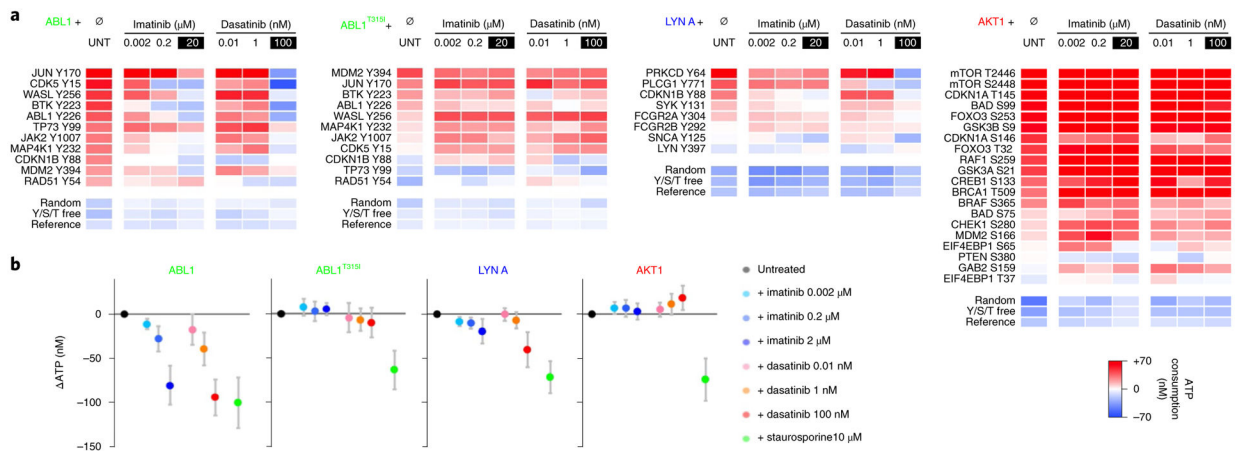 a
ABL1 + Ø Imatinib (μM) Dasatinib (nM)
UNT 0.002 0.2 20 0.01 1 100
JUN Y170
CDK5 Y15
WASL Y256
BTK Y223
ABL1 Y226
TP73 Y99
JAK2 Y1007
MAP4K1 Y232
CDKN1B Y88
MDM2 Y394
RAD51 Y54
Random
Y/S/T free
Reference
ABL1T315I + Ø Imatinib (μM) Dasatinib (nM)
UNT 0.002 0.2 20 0.01 1 100
MDM2 Y394
JUN Y170
BTK Y223
ABL1 Y226
WASL Y256
MAP4K1 Y232
JAK2 Y1007
CDK5 Y15
CDKN1B Y88
TP73 Y99
RAD51 Y54
Random
Y/S/T free
Reference
LYN A + Ø Imatinib (μM) Dasatinib (nM)
UNT 0.002 0.2 20 0.01 1 100
PRKCD Y64
PLCG1 Y771
CDKN1B Y88
SYK Y131
FCGR2A Y304
FCGR2B Y292
SNCA Y125
LYN Y397
Random
Y/S/T free
Reference
AKT1 + Ø Imatinib (μM) Dasatinib (nM)
UNT 0.002 0.2 20 0.01 1 100
mTOR T2446
mTOR S2448
CDKN1A T145
BAD S99
FOXO3 S253
GSK3B S9
CDKN1A S146
FOXO3 T32
RAF1 S259
GSK3A S21
CREB1 S133
BRCA1 T509
BRAF S365
BAD S75
CHEK1 S280
MDM2 S166
EIF4EBP1 S65
PTEN S380
GAB2 S159
EIF4EBP1 T37
Random
Y/S/T free
Reference
+70
0
−70
ATP
consumption
(nM)
b
ABL1 ABL1T315I LYN A AKT1
ΔATP
(nM)
0
−50
−100
−150
Untreated
+ imatinib 0.002 μM
+ imatinib 0.2 μM
+ imatinib 2 μM
+ dasatinib 0.01 nM
+ dasatinib 1 nM
+ dasatinib 100 nM
+ staurosporine10 μM